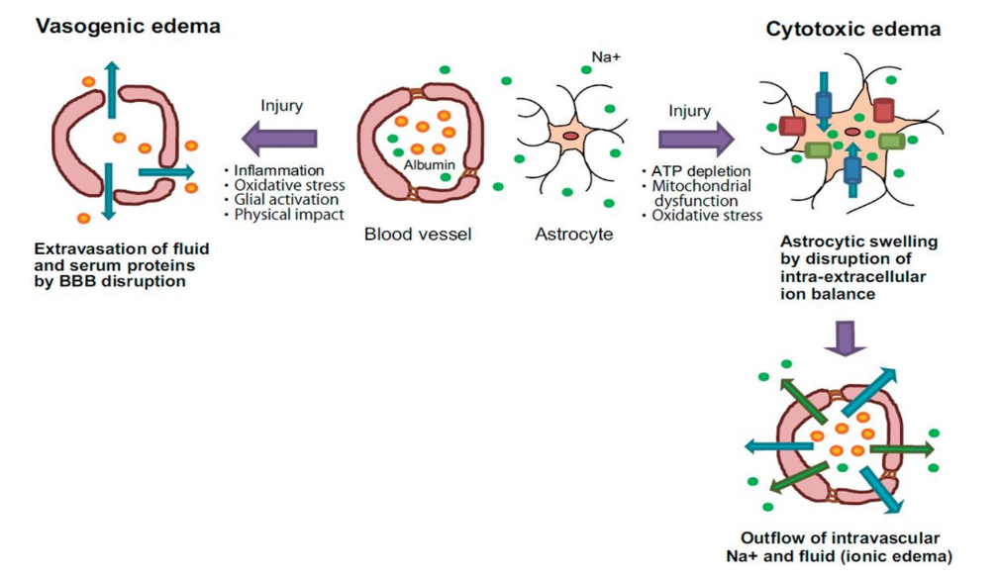 Vasogenic edema
Cytotoxic edema
Na+
Injury
Injury
Albumin
• Inflammation
• Oxidative stress
• Glial activation
• Physical impact
• ATP depletion
• Mitochondrial
dysfunction
• Oxidative stress
Blood vessel
Astrocyte
Extravasation of fluid
and serum proteins
by BBB disruption
Astrocytic swelling
by disruption of
intra-extracellular
ion balance
Outflow of intravascular
Na+ and fluid (ionic edema)